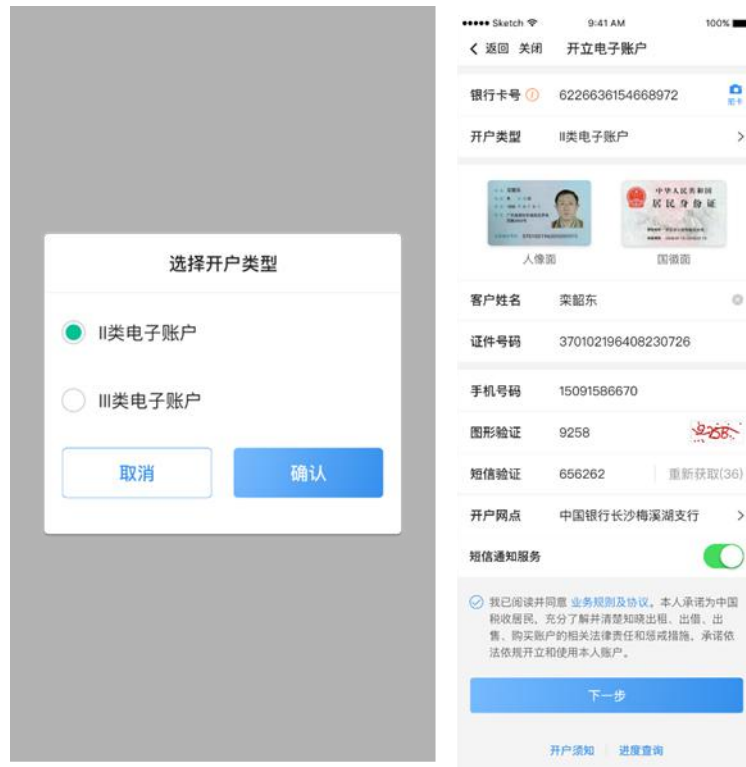 选择开户类型
II类电子账户
III类电子账户
取消
确认
Sketch 9:41 AM 100%
返回 关闭 开立电子账户
银行卡号 6226636154668972
开户类型 II类电子账户
中华人民共和国
居民身份证
人像面 国徽面
客户姓名 栾韶东
证件号码 370102196408230726
手机号码 15091586670
图形验证 9258 9258
短信验证 656262 重新获取(36)
开户网点 中国银行长沙梅溪湖支行
短信通知服务
我已阅读并同意 业务规则及协议。本人承诺为中国
税收居民，充分了解并清楚知晓出租、出借、出
售、购买账户的相关法律责任和惩戒措施，承诺依
法依规开立和使用本人账户。
下一步
开户须知 进度查询